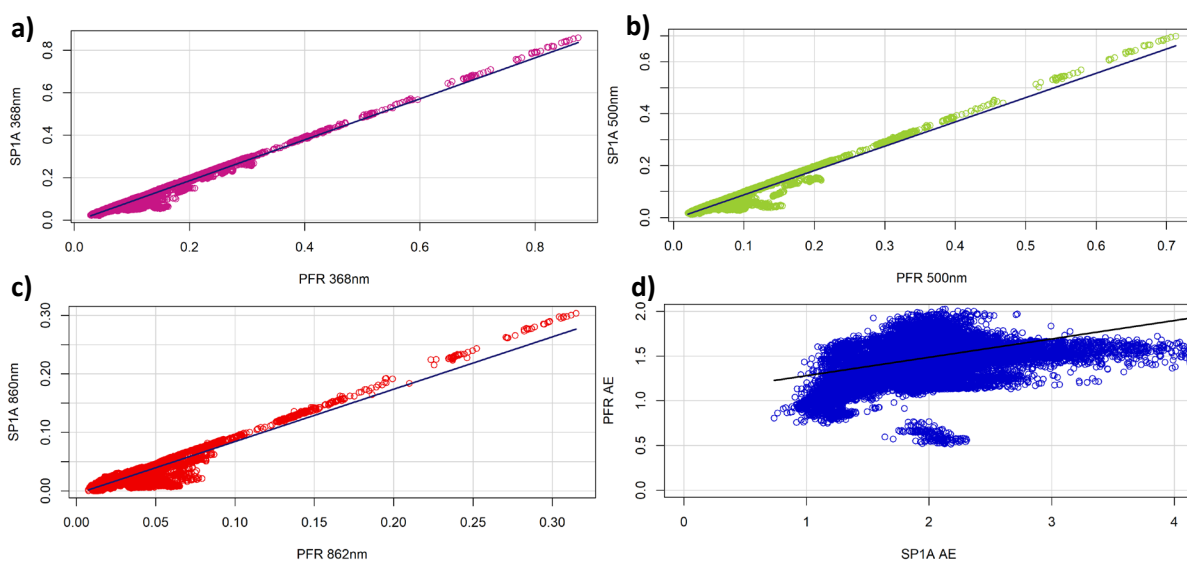 a)
0.8
0.6
0.4
0.2
0.0
SP1A 368nm
0.0 0.2 0.4 0.6 0.8
PFR 368nm
b)
0.6
0.4
0.2
0.0
SP1A 500nm
0.0 0.1 0.2 0.3 0.4 0.5 0.6 0.7
PFR 500nm
c)
0.30
0.20
0.10
0.00
SP1A 860nm
0.00 0.05 0.10 0.15 0.20 0.25 0.30
PFR 862nm
d)
2.0
1.5
1.0
0.5
0.0
PFR AE
0 1 2 3 4
SP1A AE